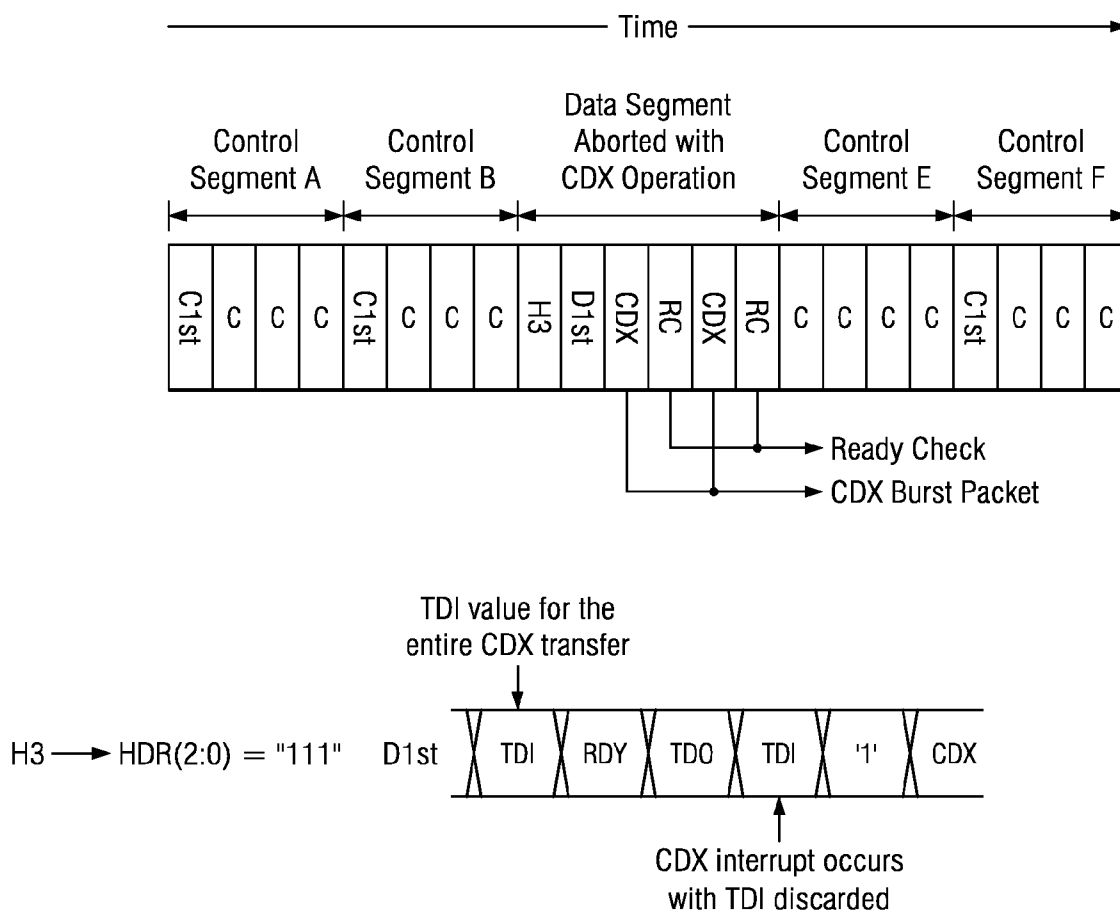 Time
Data Segment
Aborted with
CDX Operation
Control
Segment A
Control
Segment B
Control
Segment E
Control
Segment F
C1st C C C C1st C C C H3 D1st CDX RC CDX RC C C C C C1st C C C
Ready Check
CDX Burst Packet
TDI value for the
entire CDX transfer
H3 HDR(2:0) = "111" D1st TDI RDY TDO TDI '1' CDX
CDX interrupt occurs
with TDI discarded